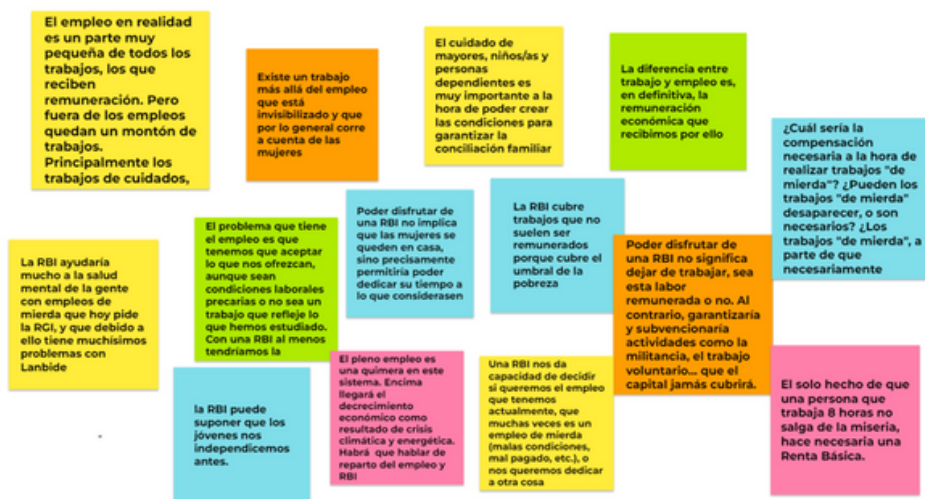 El empleo en realidad
es un parte muy
pequeña de todos los
trabajos, los que
reciben
remuneración. Pero
fuera de los empleos
quedan un montón de
trabajos.
Principalmente los
trabajos de cuidados,
Existe un trabajo
más allá del empleo
que está
invisibilizado y que
por lo general corre
a cuenta de las
mujeres
El cuidado de
mayores, niños/as y
personas
dependientes es
muy importante a la
hora de poder crear
las condiciones para
garantizar la
conciliación familiar
La diferencia entre
trabajo y empleo es,
en definitiva, la
remuneración
económica que
recibimos por ello
¿Cuál sería la
compensación
necesaria a la hora de
realizar trabajos "de
mierda"? ¿Pueden los
trabajos "de mierda"
desaparecer, o son
necesarios? ¿Los
trabajos "de mierda", a
parte de que
necesariamente
La RBI ayudaría
mucho a la salud
mental de la gente
con empleos de
mierda que hoy pide
la RGI, y que debido a
ello tiene muchísimos
problemas con
Lanbide
El problema que tiene
el empleo es que
tenemos que aceptar
lo que nos ofrezcan,
aunque sean
condiciones laborales
precarias o no sea un
trabajo que refleje lo
que hemos estudiado.
Con una RBI al menos
tendríamos la
Poder disfrutar de
una RBI no implica
que las mujeres se
queden en casa,
sino precisamente
permitiría poder
dedicar su tiempo a
lo que considerasen
La RBI cubre
trabajos que no
suelen ser
remunerados
porque cubre el
umbral de la
pobreza
Poder disfrutar de
una RBI no significa
dejar de trabajar, sea
esta labor
remunerada o no. Al
contrario, garantizaría
y subvencionaría
actividades como la
militancia, el trabajo
voluntario... que el
capital jamás cubrirá.
la RBI puede
suponer que los
jóvenes nos
independicemos
antes.
El pleno empleo es
una quimera en este
sistema. Encima
llegará el
decrecimiento
económico como
resultado de crisis
climática y energética.
Habrá que hablar de
reparto del empleo y
RBI
Una RBI nos da
capacidad de decidir
si queremos el empleo
que tenemos
actualmente, que
muchas veces es un
empleo de mierda
(malas condiciones,
mal pagado, etc.), o
nos queremos dedicar
a otra cosa
El solo hecho de que
una persona que
trabaja 8 horas no
salga de la miseria,
hace necesaria una
Renta Básica.